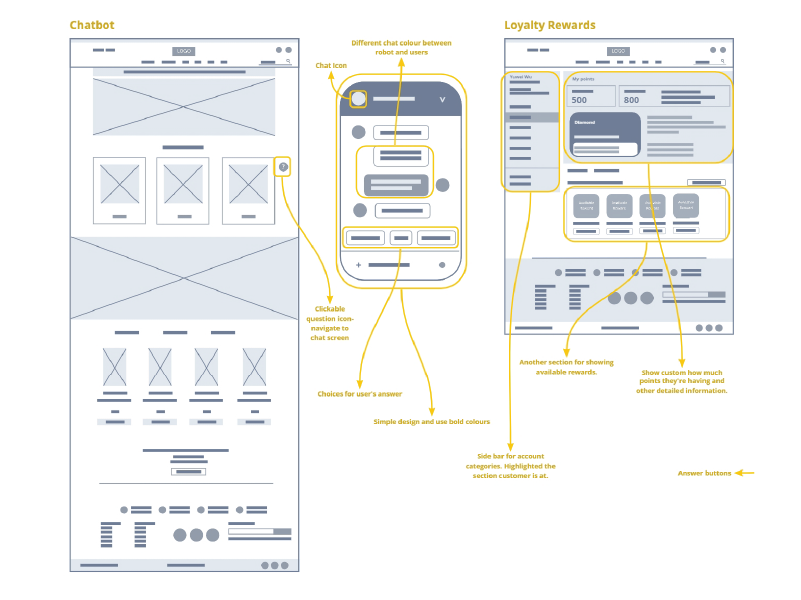 Chatbot
Loyalty Rewards
Different chat colour between
robot and users
Chat Icon
LOGO
LOGO
?
My points
500
800
Diamond
Clickable
question icon-
navigate to
chat screen
Choices for user's answer
Simple design and use bold colours
Another section for showing
available rewards.
Show custom how much
points they're having and
other detailed information.
Side bar for account
categories. Highlighted the
section customer is at.
Answer buttons